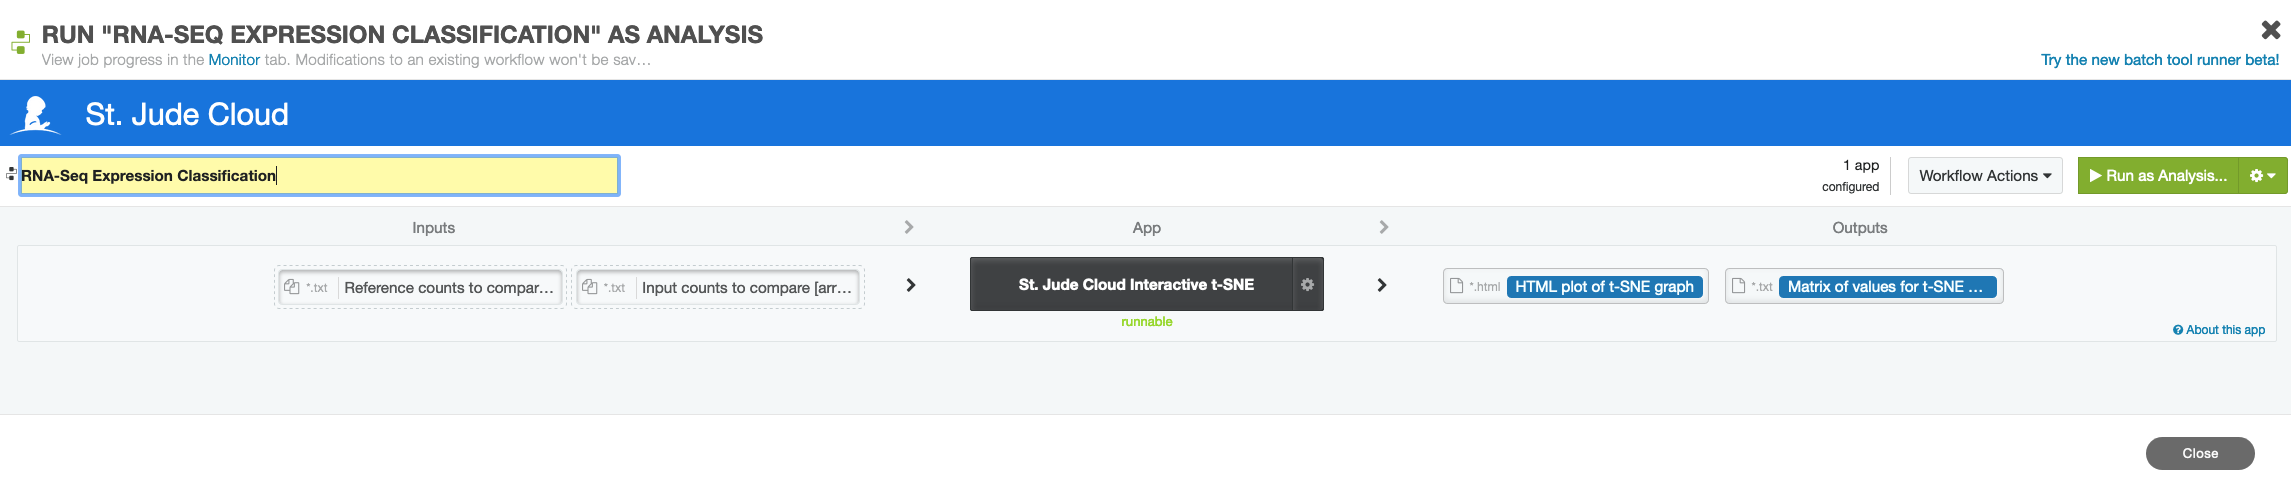 RUN "RNA-SEQ EXPRESSION CLASSIFICATION" AS ANALYSIS
View job progress in the Monitor tab. Modifications to an existing workflow won't be sav…
Try the new batch tool runner beta!
St. Jude Cloud
RNA-Seq Expression Classification
1 app
configured
Workflow Actions
Run as Analysis...
Inputs
App
Outputs
*.txt Reference counts to compar…
*.txt Input counts to compare [arr…
St. Jude Cloud Interactive t-SNE
runnable
*.html HTML plot of t-SNE graph
*.txt Matrix of values for t-SNE …
About this app
Close